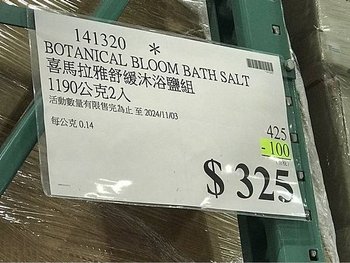 141320 *
BOTANICAL BLOOM BATH SALT
喜馬拉雅舒緩沐浴鹽組
1190公克2入
活動數量有限售完為止 至 2024/11/03
每公克 0.14
425
-100
$ 325